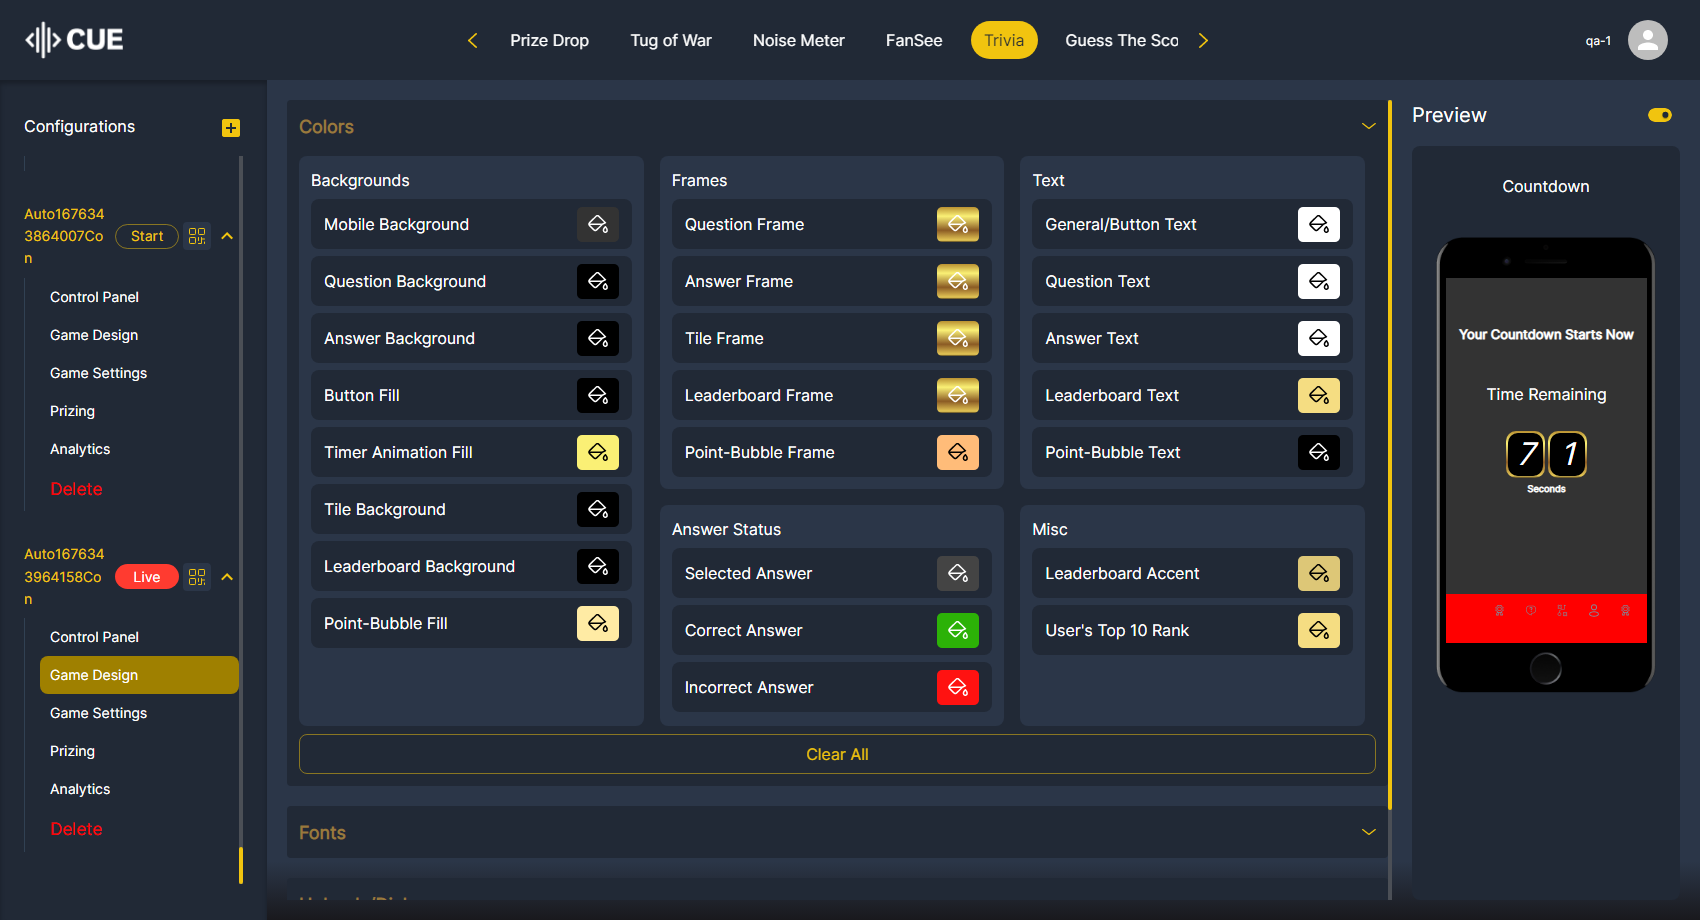 CUE
Prize Drop
Tug of War
Noise Meter
FanSee
Trivia
Guess The Sco
qa-1
Configurations
Auto167634
3864007Co
n
Start
Control Panel
Game Design
Game Settings
Prizing
Analytics
Delete
Auto167634
3964158Co
n
Live
Control Panel
Game Design
Game Settings
Prizing
Analytics
Delete
Colors
Backgrounds
Mobile Background
Question Background
Answer Background
Button Fill
Timer Animation Fill
Tile Background
Leaderboard Background
Point-Bubble Fill
Frames
Question Frame
Answer Frame
Tile Frame
Leaderboard Frame
Point-Bubble Frame
Text
General/Button Text
Question Text
Answer Text
Leaderboard Text
Point-Bubble Text
Answer Status
Selected Answer
Correct Answer
Incorrect Answer
Misc
Leaderboard Accent
User's Top 10 Rank
Clear All
Fonts
Preview
Countdown
Your Countdown Starts Now
Time Remaining
71
Seconds